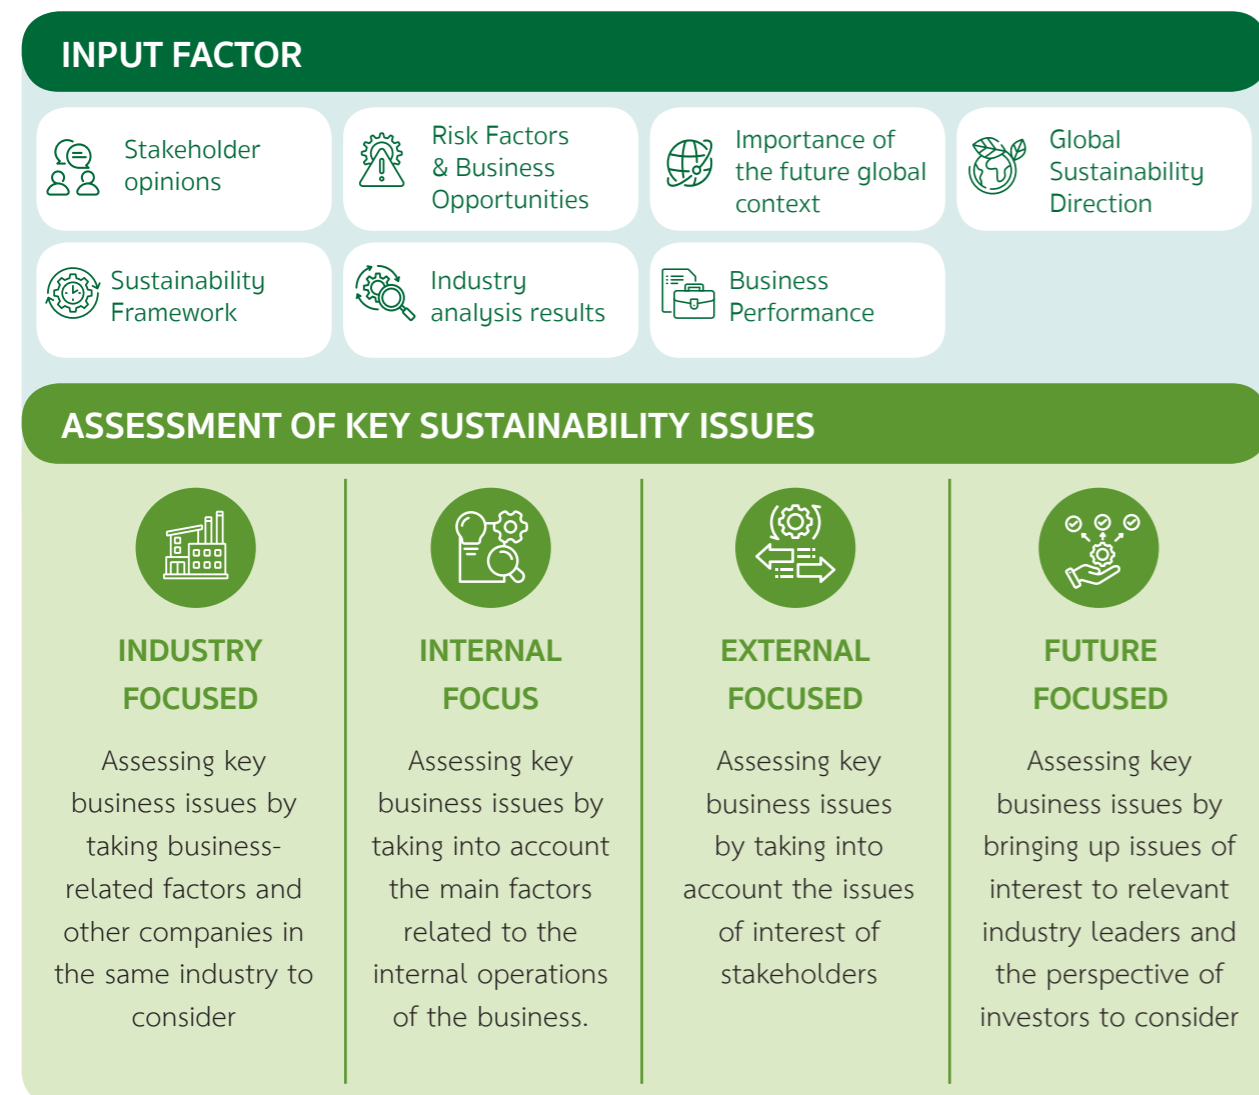 INPUT FACTOR
Stakeholder
opinions
Risk Factors
& Business
Opportunities
Importance of
the future global
context
Global
Sustainability
Direction
Sustainability
Framework
Industry
analysis results
Business
Performance
ASSESSMENT OF KEY SUSTAINABILITY ISSUES
INDUSTRY
FOCUSED
Assessing key
business issues by
taking business-
related factors and
other companies in
the same industry to
consider
INTERNAL
FOCUS
Assessing key
business issues by
taking into account
the main factors
related to the
internal operations
of the business.
EXTERNAL
FOCUSED
Assessing key
business issues
by taking into
account the issues
of interest of
stakeholders
FUTURE
FOCUSED
Assessing key
business issues by
bringing up issues of
interest to relevant
industry leaders and
the perspective of
investors to consider